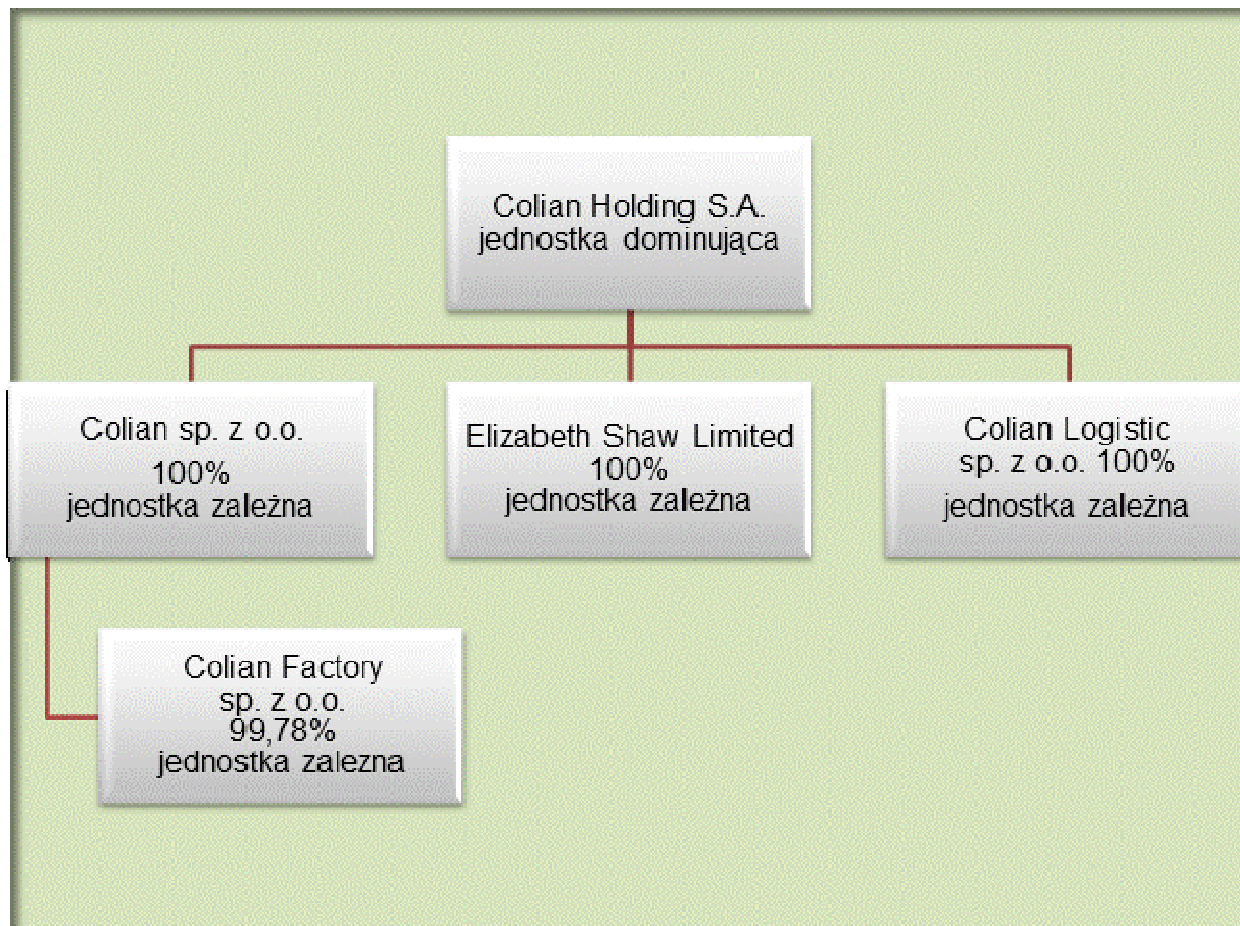 Colian Holding S.A.
jednostka dominująca
Colian sp. z o.o.
100%
jednostka zależna
Elizabeth Shaw Limited
100%
jednostka zależna
Colian Logistic
sp. z o.o. 100%
jednostka zależna
Colian Factory
sp. z o.o.
99,78%
jednostka zalezna